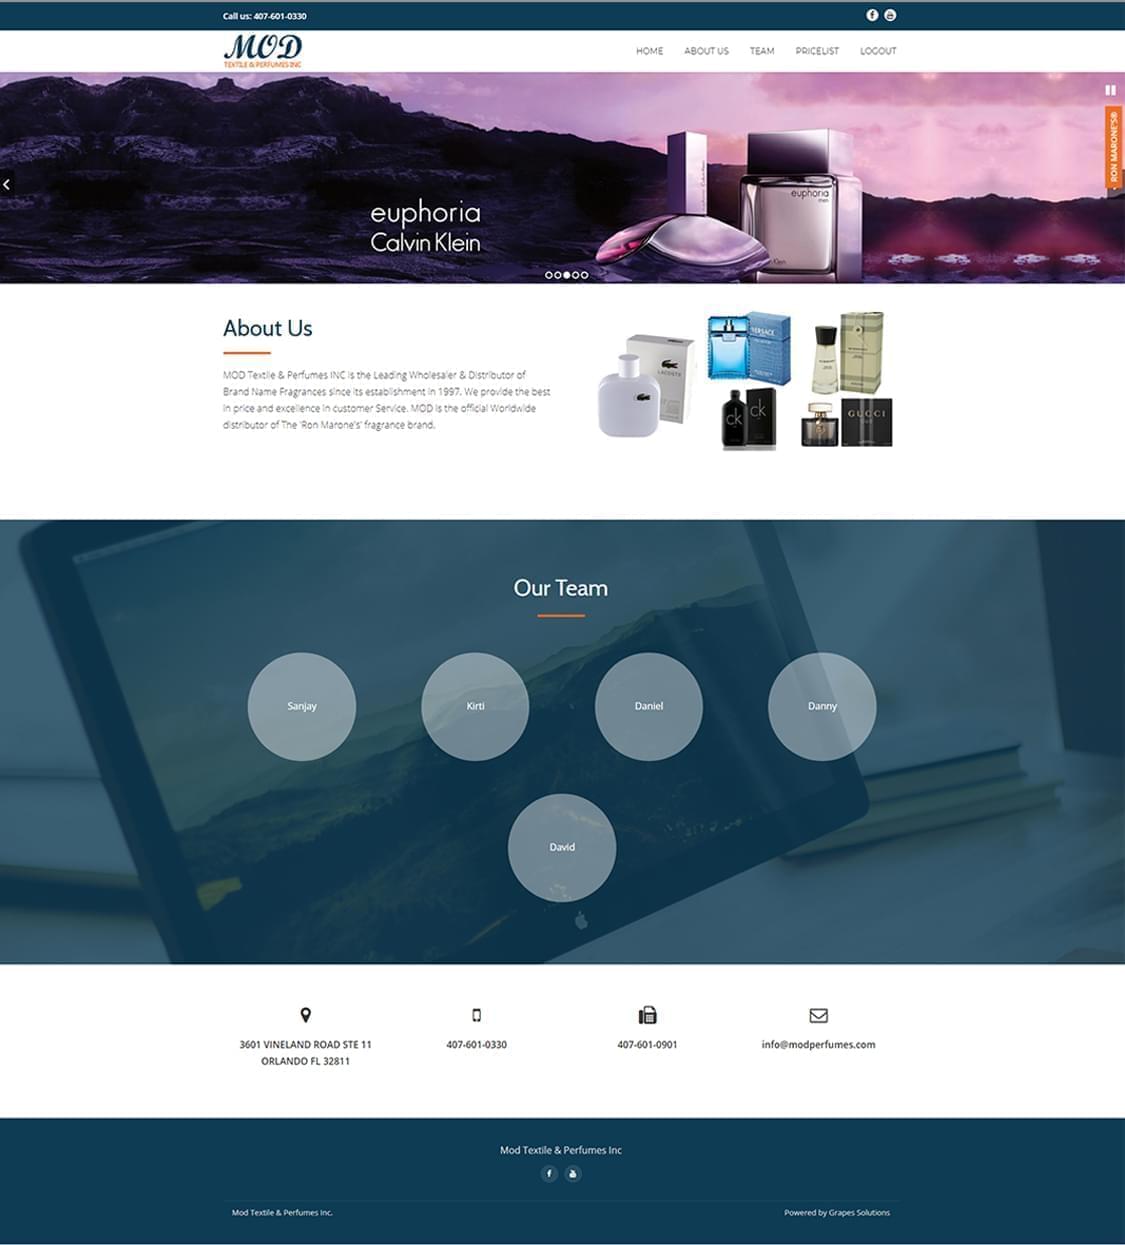 Call us: 407-601-0330
MOD
TEXTILE & PERFUMES INC
HOME ABOUT US TEAM PRICELIST LOGOUT
RON MARONE'S®
euphoria
Calvin Klein
euphoria
men
Klein
About Us
MOD Textile & Perfumes INC is the Leading Wholesaler & Distributor of
Brand Name Fragrances since its establishment in 1997. We provide the best
in price and excellence in customer Service. MOD is the official Worldwide
distributor of The 'Ron Marone's' fragrance brand.
LACOSTE
VERSACE
ck
ck
GUCCI
Our Team
Sanjay
Kirti
Daniel
Danny
David
3601 VINELAND ROAD STE 11
ORLANDO FL 32811
407-601-0330
407-601-0901
info@modperfumes.com
Mod Textile & Perfumes Inc
Mod Textile & Perfumes Inc.
Powered by Grapes Solutions